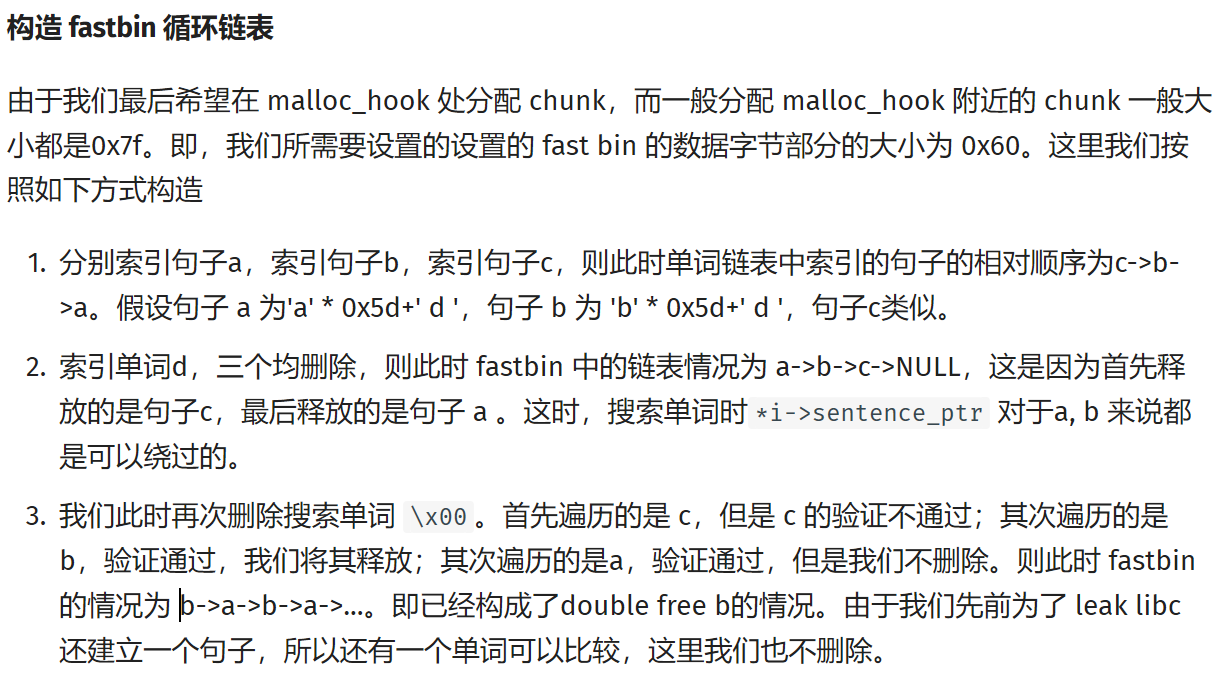 构造 fastbin 循环链表
由于我们最后希望在 malloc_hook 处分配 chunk，而一般分配 malloc_hook 附近的 chunk 一般大
小都是0x7f。即，我们所需要设置的设置的 fast bin 的数据字节部分的大小为 0x60。这里我们按
照如下方式构造
1. 分别索引句子a，索引句子b，索引句子c，则此时单词链表中索引的句子的相对顺序为c->b-
>a。假设句子 a 为'a' * 0x5d+' d '，句子 b 为 'b' * 0x5d+' d '，句子c类似。
2. 索引单词d，三个均删除，则此时 fastbin 中的链表情况为 a->b->c->NULL，这是因为首先释
放的是句子c，最后释放的是句子 a 。这时，搜索单词时 *i->sentence_ptr 对于a, b 来说都
是可以绕过的。
3. 我们此时再次删除搜索单词 \x00 。首先遍历的是 c，但是 c 的验证不通过；其次遍历的是
b，验证通过，我们将其释放；其次遍历的是a，验证通过，但是我们不删除。则此时 fastbin
的情况为 b->a->b->a->...。即已经构成了double free b的情况。由于我们先前为了 leak libc
还建立一个句子，所以还有一个单词可以比较，这里我们也不删除。